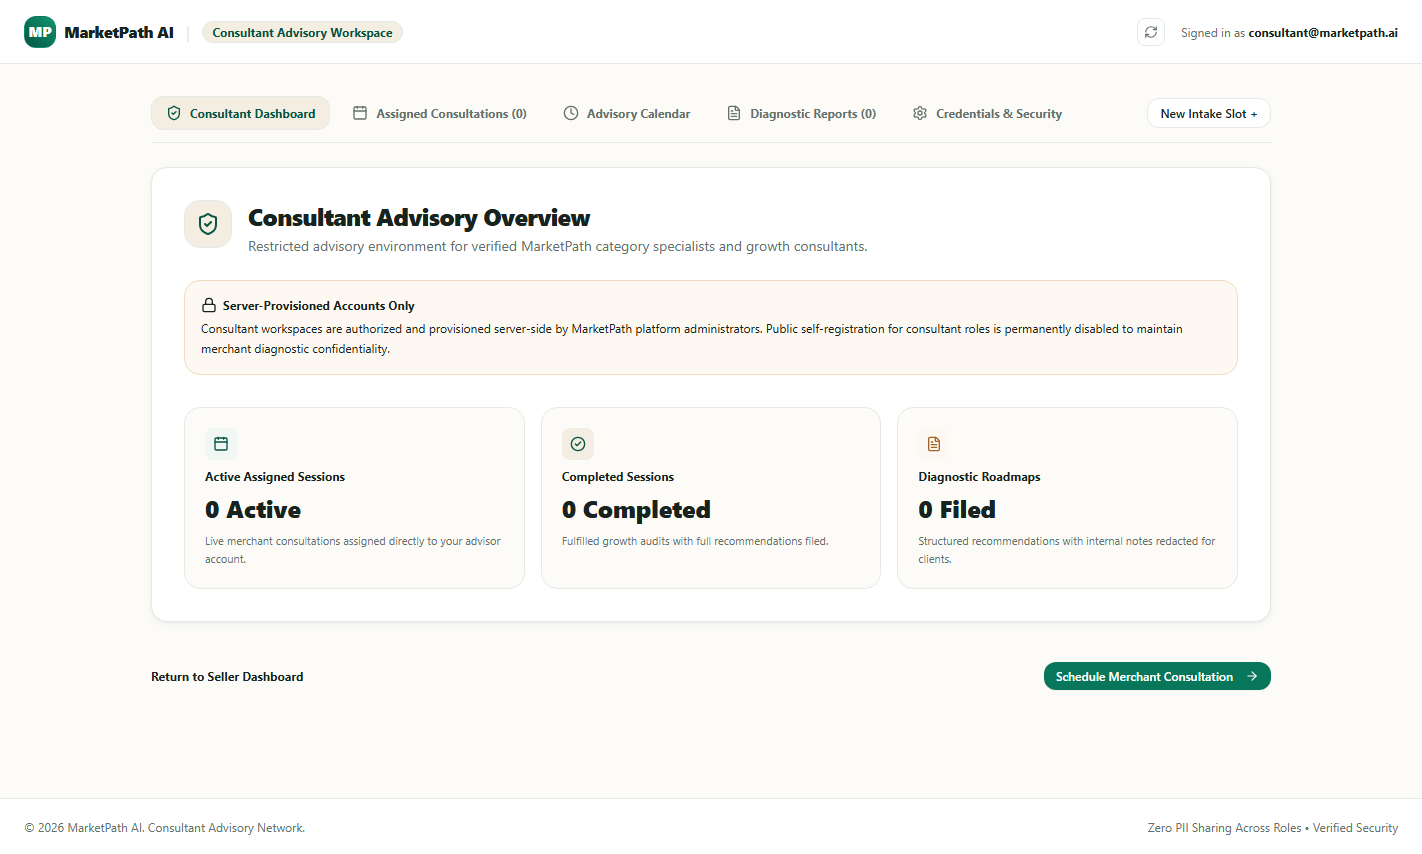 MP MarketPath AI Consultant Advisory Workspace Signed in as consultant@marketpath.ai
Consultant Dashboard Assigned Consultations (0) Advisory Calendar Diagnostic Reports (0) Credentials & Security New Intake Slot +
Consultant Advisory Overview
Restricted advisory environment for verified MarketPath category specialists and growth consultants.
Server-Provisioned Accounts Only
Consultant workspaces are authorized and provisioned server-side by MarketPath platform administrators. Public self-registration for consultant roles is permanently disabled to maintain
merchant diagnostic confidentiality.
Active Assigned Sessions
0 Active
Live merchant consultations assigned directly to your advisor
account.
Completed Sessions
0 Completed
Fulfilled growth audits with full recommendations filed.
Diagnostic Roadmaps
0 Filed
Structured recommendations with internal notes redacted for
clients.
Return to Seller Dashboard Schedule Merchant Consultation
© 2026 MarketPath AI. Consultant Advisory Network. Zero PII Sharing Across Roles • Verified Security